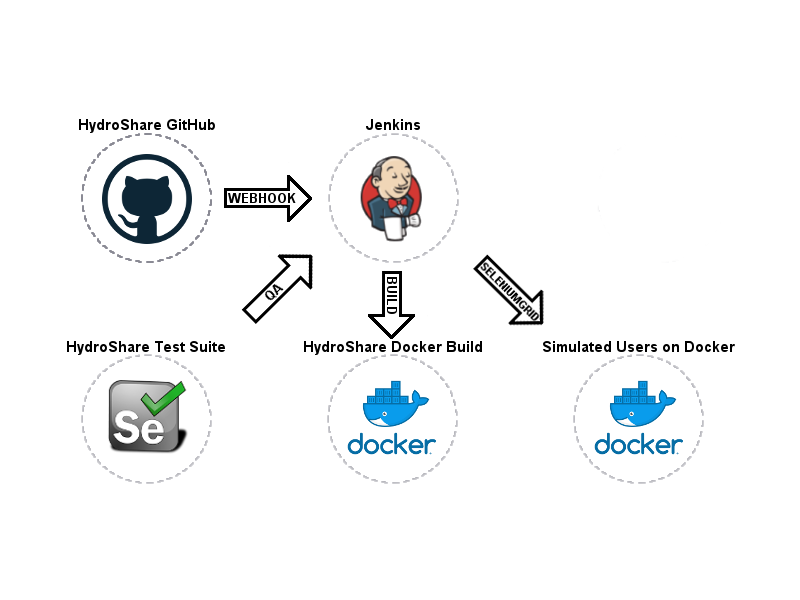 HydroShare GitHub
Jenkins
WEBHOOK
QA
BUILD
SELENIUMGRID
HydroShare Test Suite
HydroShare Docker Build
Simulated Users on Docker
Se
docker
docker